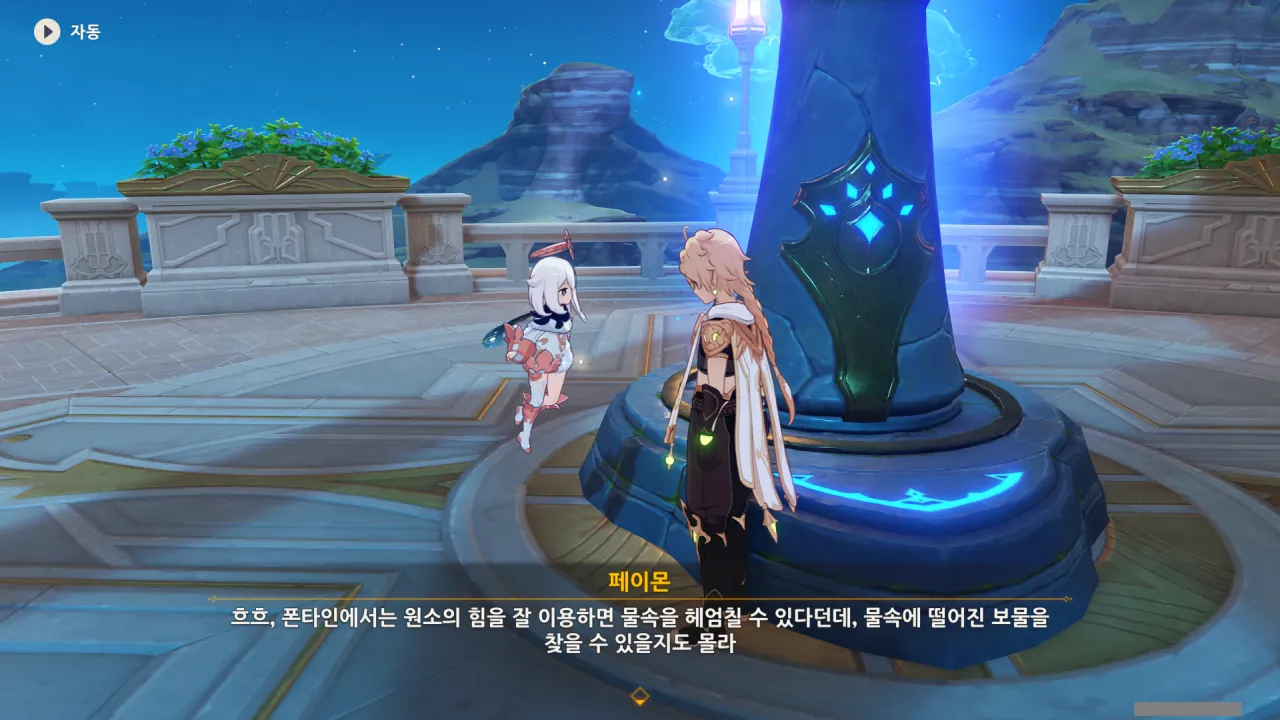 자동
페이몬
흐흐, 폰타인에서는 원소의 힘을 잘 이용하면 물속을 헤엄칠 수 있다던데, 물속에 떨어진 보물을
찾을 수 있을지도 몰라